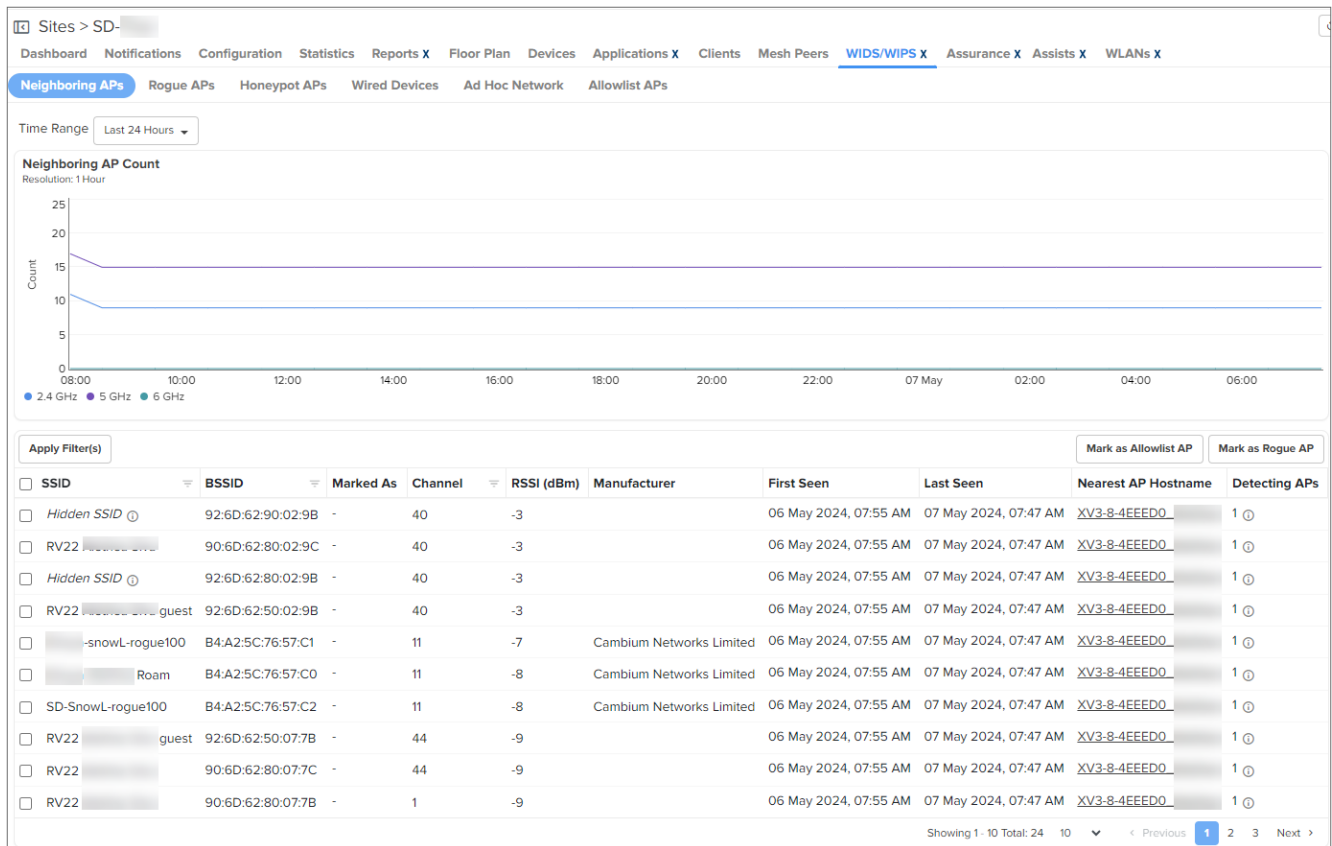 Sites > SD-
Dashboard Notifications Configuration Statistics Reports X Floor Plan Devices Applications X Clients Mesh Peers WIDS/WIPS X Assurance X Assists X WLANs X
Neighboring APs Rogue APs Honeypot APs Wired Devices Ad Hoc Network Allowlist APs
Time Range Last 24 Hours
Neighboring AP Count
Resolution: 1 Hour
25
20
15
10
5
0
Count
08:00 10:00 12:00 14:00 16:00 18:00 20:00 22:00 07 May 02:00 04:00 06:00
2.4 GHz 5 GHz 6 GHz
Apply Filter(s) Mark as Allowlist AP Mark as Rogue AP
SSID BSSID Marked As Channel RSSI (dBm) Manufacturer First Seen Last Seen Nearest AP Hostname Detecting APs
Hidden SSID 92:6D:62:90:02:9B - 40 -3 06 May 2024, 07:55 AM 07 May 2024, 07:47 AM XV3-8-4EEED0_ 1
RV22 90:6D:62:80:02:9C - 40 -3 06 May 2024, 07:55 AM 07 May 2024, 07:47 AM XV3-8-4EEED0_ 1
Hidden SSID 92:6D:62:80:02:9B - 40 -3 06 May 2024, 07:55 AM 07 May 2024, 07:47 AM XV3-8-4EEED0_ 1
RV22 guest 92:6D:62:50:02:9B - 40 -3 06 May 2024, 07:55 AM 07 May 2024, 07:47 AM XV3-8-4EEED0_ 1
-snowL-rogue100 B4:A2:5C:76:57:C1 - 11 -7 Cambium Networks Limited 06 May 2024, 07:55 AM 07 May 2024, 07:47 AM XV3-8-4EEED0_ 1
Roam B4:A2:5C:76:57:C0 - 11 -8 Cambium Networks Limited 06 May 2024, 07:55 AM 07 May 2024, 07:47 AM XV3-8-4EEED0_ 1
SD-SnowL-rogue100 B4:A2:5C:76:57:C2 - 11 -8 Cambium Networks Limited 06 May 2024, 07:55 AM 07 May 2024, 07:47 AM XV3-8-4EEED0_ 1
RV22 guest 92:6D:62:50:07:7B - 44 -9 06 May 2024, 07:55 AM 07 May 2024, 07:47 AM XV3-8-4EEED0_ 1
RV22 90:6D:62:80:07:7C - 44 -9 06 May 2024, 07:55 AM 07 May 2024, 07:47 AM XV3-8-4EEED0_ 1
RV22 90:6D:62:80:07:7B - 1 -9 06 May 2024, 07:55 AM 07 May 2024, 07:47 AM XV3-8-4EEED0_ 1
Showing 1 - 10 Total: 24 10 < Previous 1 2 3 Next >